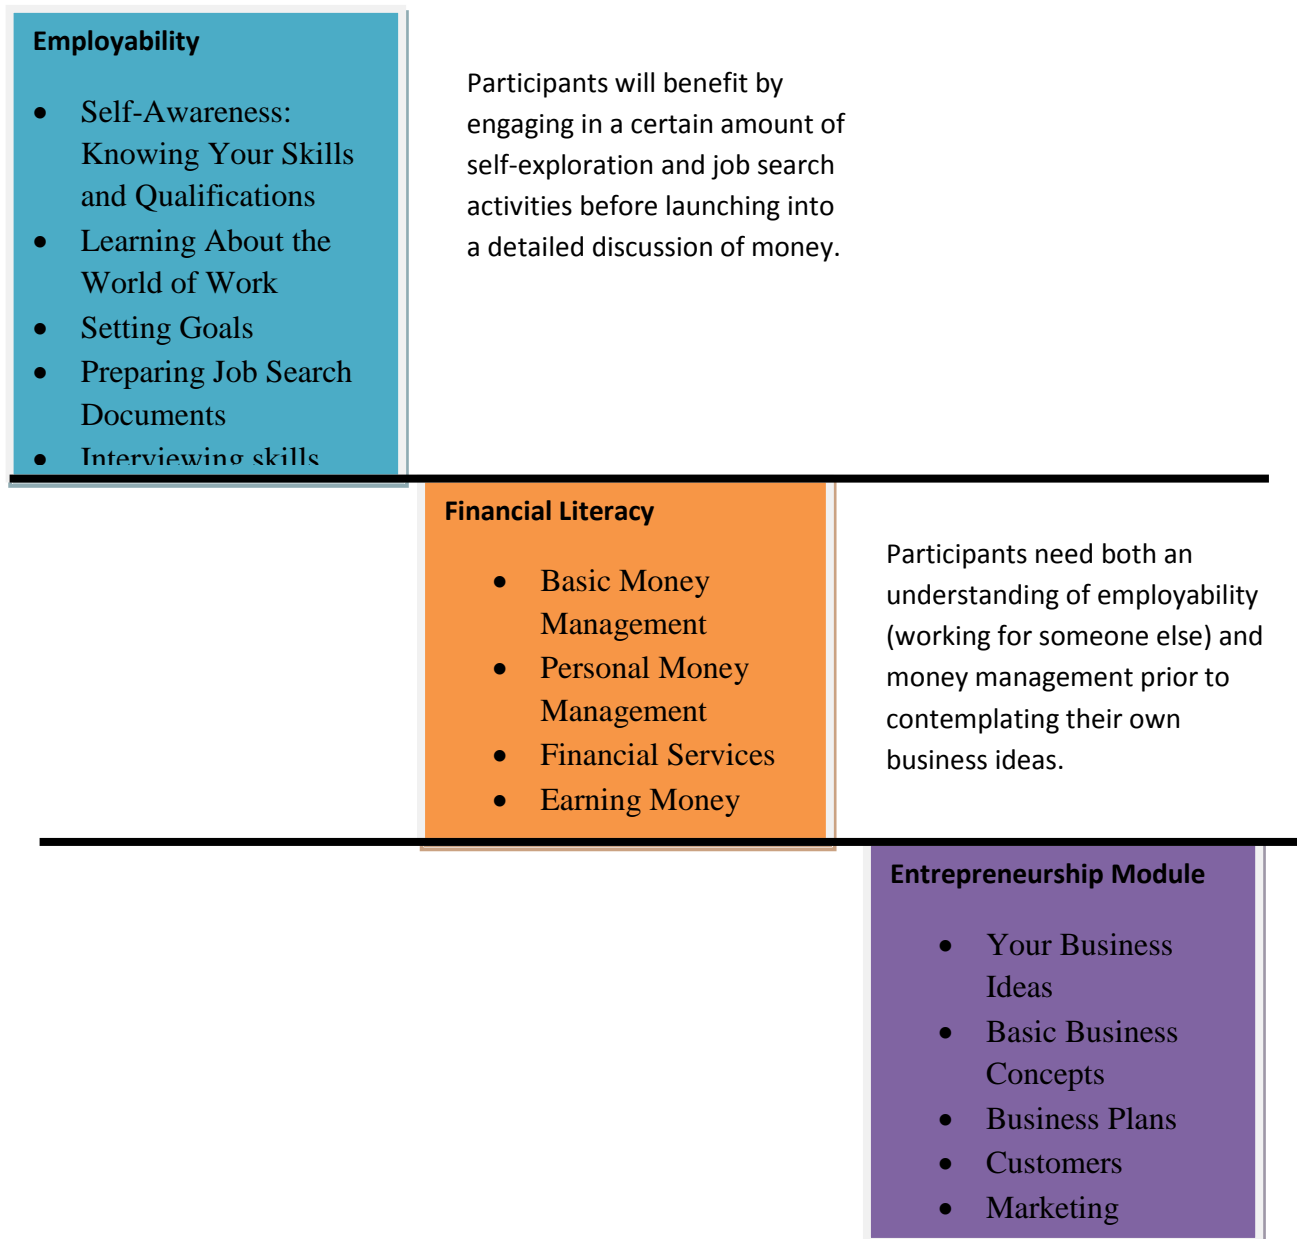 Employability
• Self-Awareness:
Knowing Your Skills
and Qualifications
• Learning About the
World of Work
• Setting Goals
• Preparing Job Search
Documents
• Interviewing skills
Participants will benefit by
engaging in a certain amount of
self-exploration and job search
activities before launching into
a detailed discussion of money.
Financial Literacy
• Basic Money
Management
• Personal Money
Management
• Financial Services
• Earning Money
Participants need both an
understanding of employability
(working for someone else) and
money management prior to
contemplating their own
business ideas.
Entrepreneurship Module
• Your Business
Ideas
• Basic Business
Concepts
• Business Plans
• Customers
• Marketing